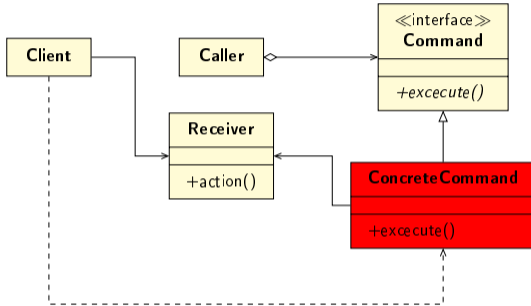 ≪interface≫
Command
+excecute()
Client
Caller
Receiver
+action()
ConcreteCommand
+excecute()